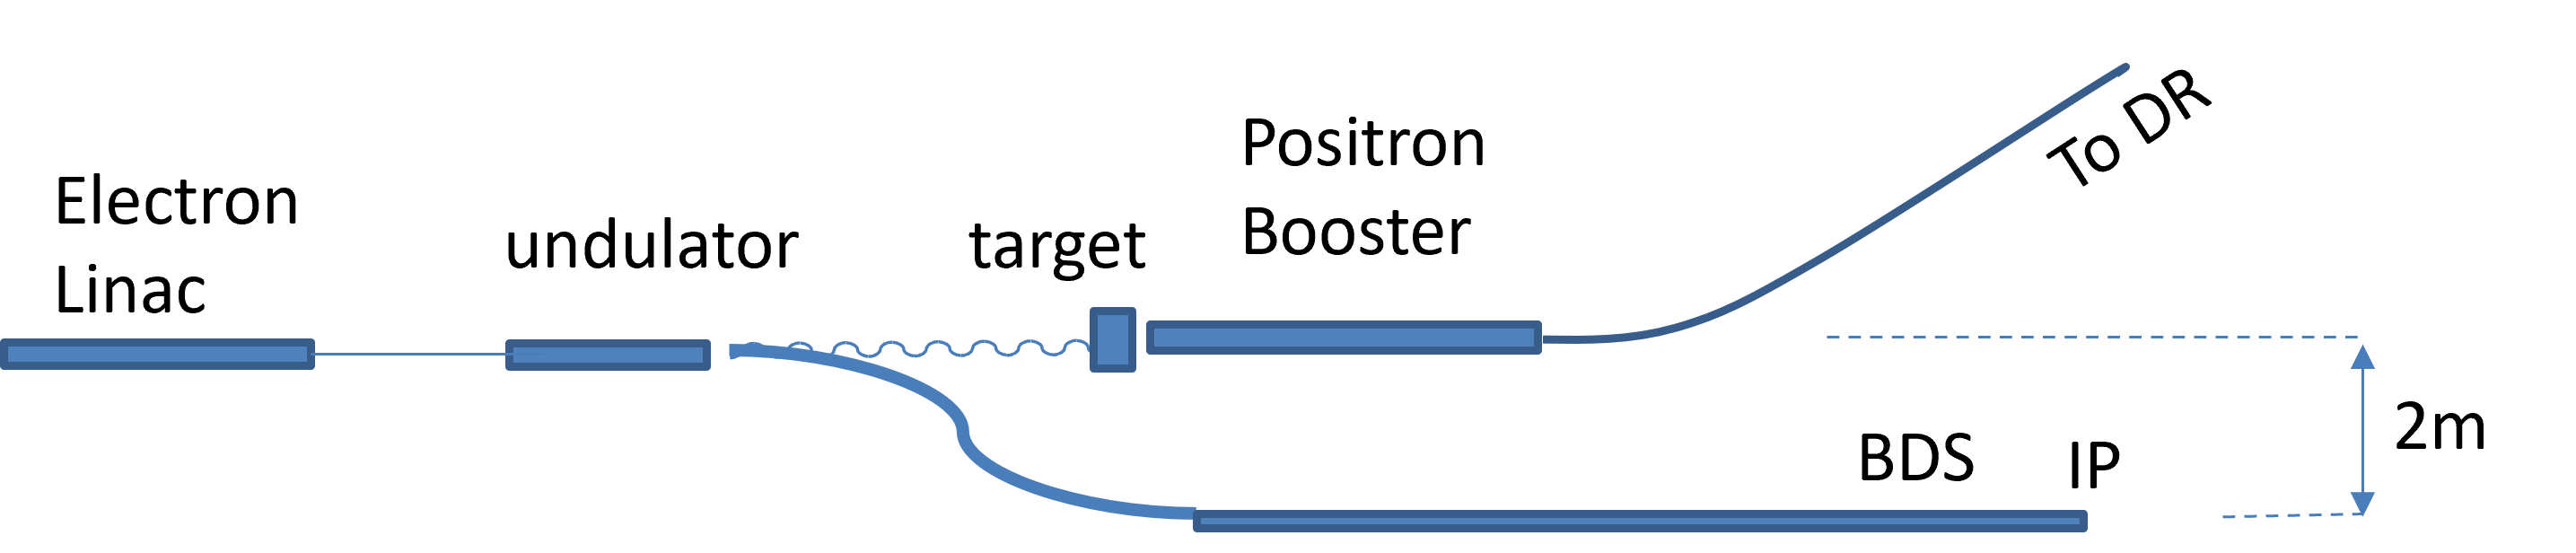 Electron
Linac
undulator
target
Positron
Booster
To DR
BDS
IP
2m